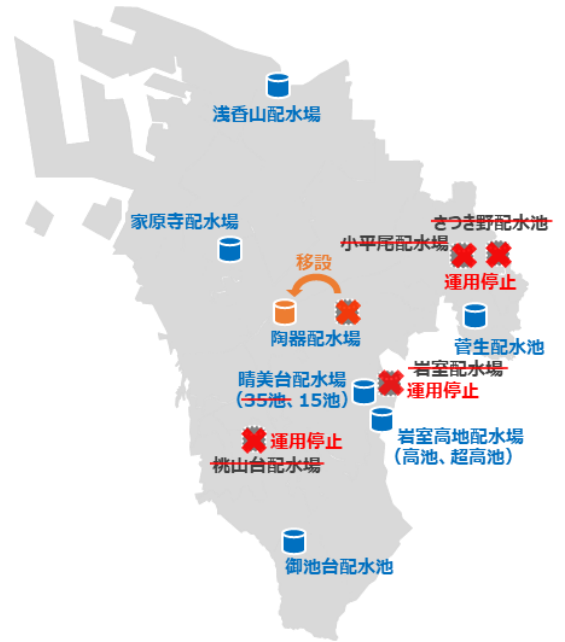 浅香山配水場
家原寺配水場
さつき野配水池
小平尾配水場
運用停止
移設
陶器配水場
菅生配水池
岩室配水場
運用停止
晴美台配水場
（35池、15池）
岩室高地配水場
（高池、超高池）
運用停止
桃山台配水場
御池台配水池